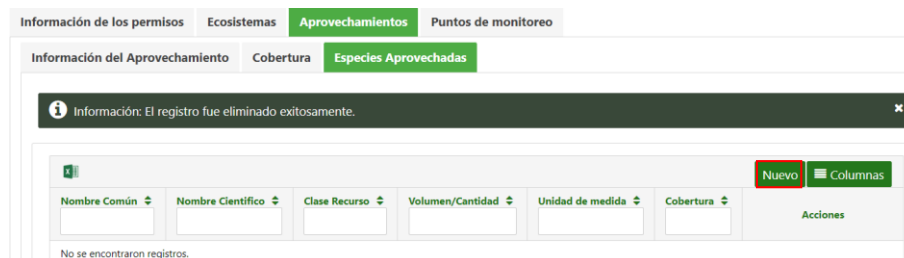 Información de los permisos Ecosistemas Aprovechamientos Puntos de monitoreo
Información del Aprovechamiento Cobertura Especies Aprovechadas
Información: El registro fue eliminado exitosamente.
Nuevo Columnas
Nombre Común Nombre Cientifico Clase Recurso Volumen/Cantidad Unidad de medida Cobertura Acciones
No se encontraron registros.